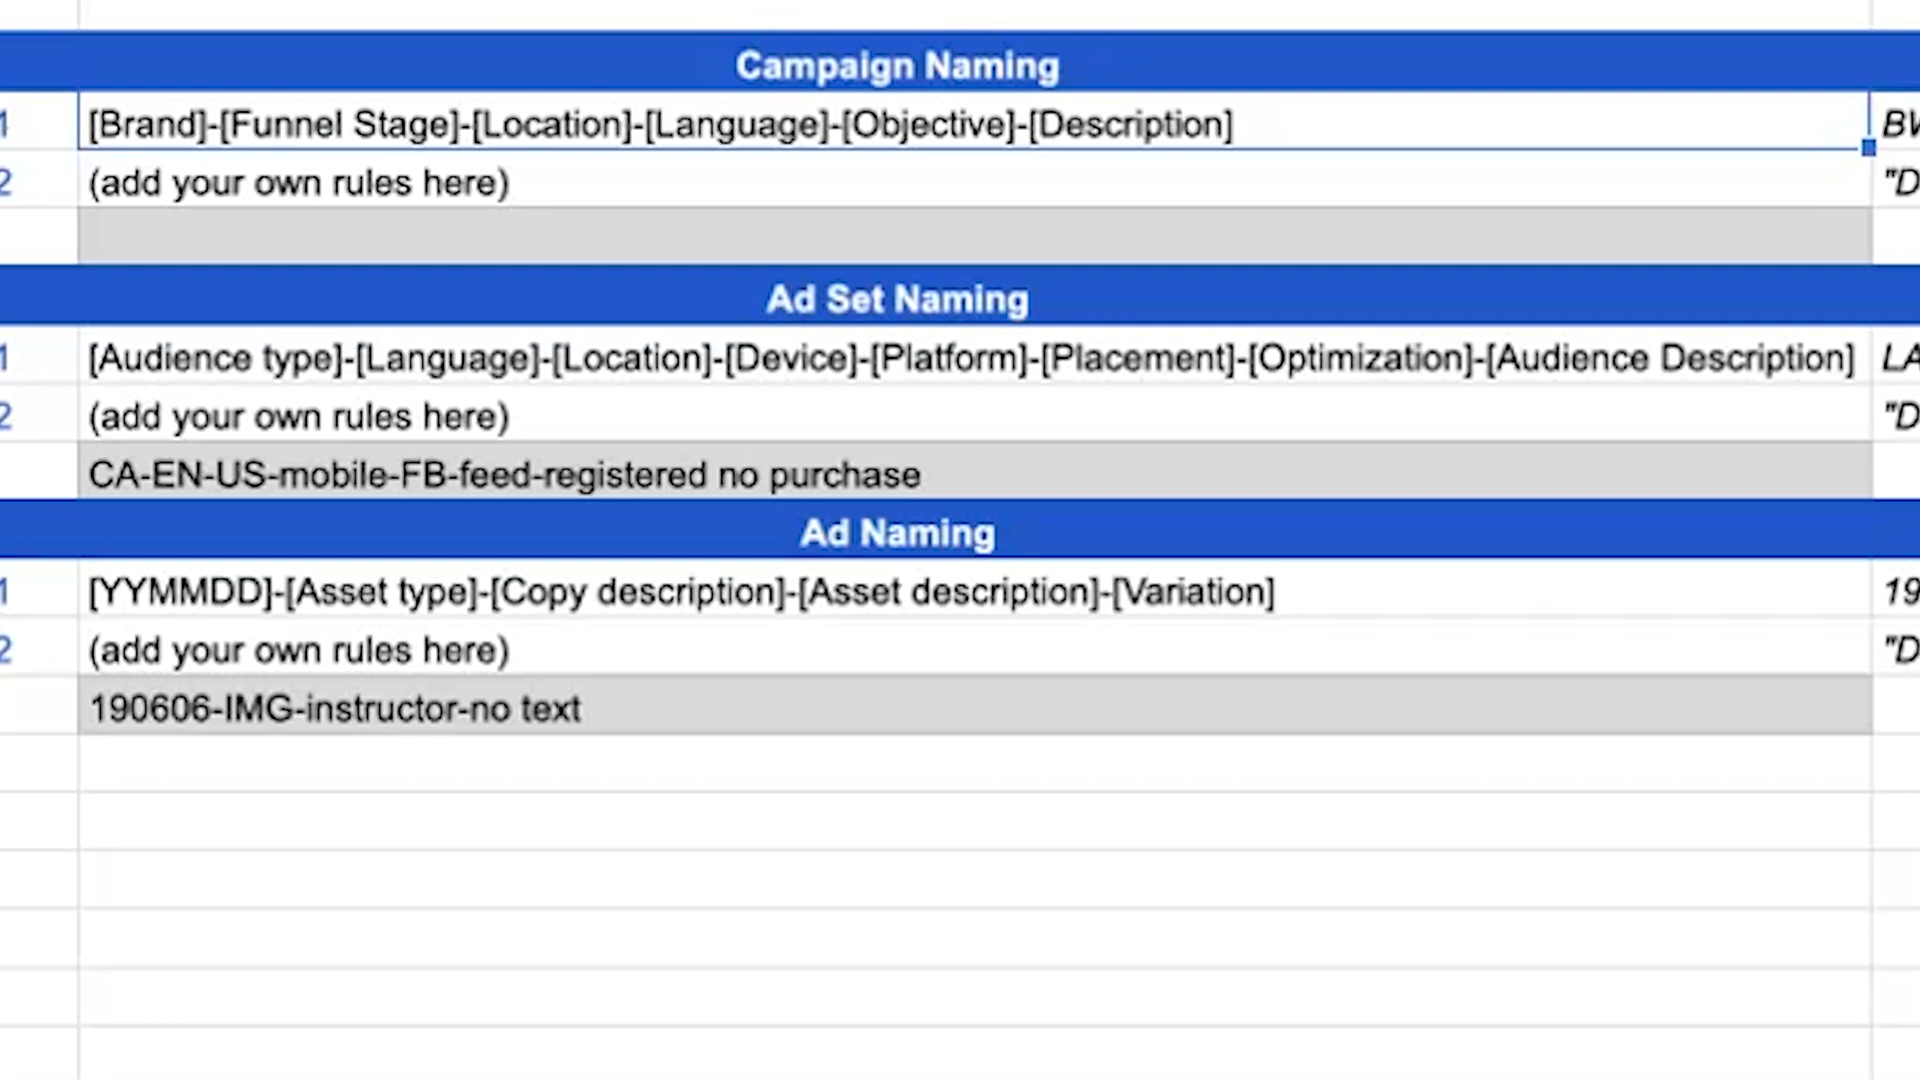 Campaign Naming
1 [Brand]-[Funnel Stage]-[Location]-[Language]-[Objective]-[Description]
2 (add your own rules here) "D
Ad Set Naming
1 [Audience type]-[Language]-[Location]-[Device]-[Platform]-[Placement]-[Optimization]-[Audience Description] LA
2 (add your own rules here) "D
CA-EN-US-mobile-FB-feed-registered no purchase
Ad Naming
1 [YYMMDD]-[Asset type]-[Copy description]-[Asset description]-[Variation] 19
2 (add your own rules here) "D
190606-IMG-instructor-no text